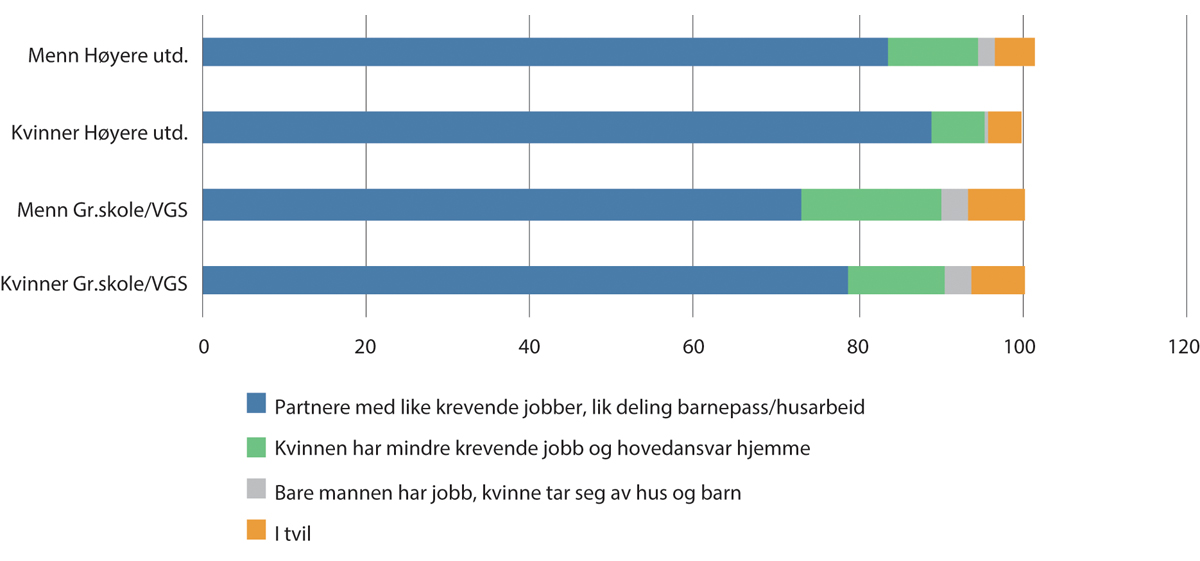 Menn Høyere utd.
Kvinner Høyere utd.
Menn Gr.skole/VGS
Kvinner Gr.skole/VGS
0 20 40 60 80 100 120
Partnere med like krevende jobber, lik deling barnepass/husarbeid
Kvinnen har mindre krevende jobb og hovedansvar hjemme
Bare mannen har jobb, kvinne tar seg av hus og barn
I tvil